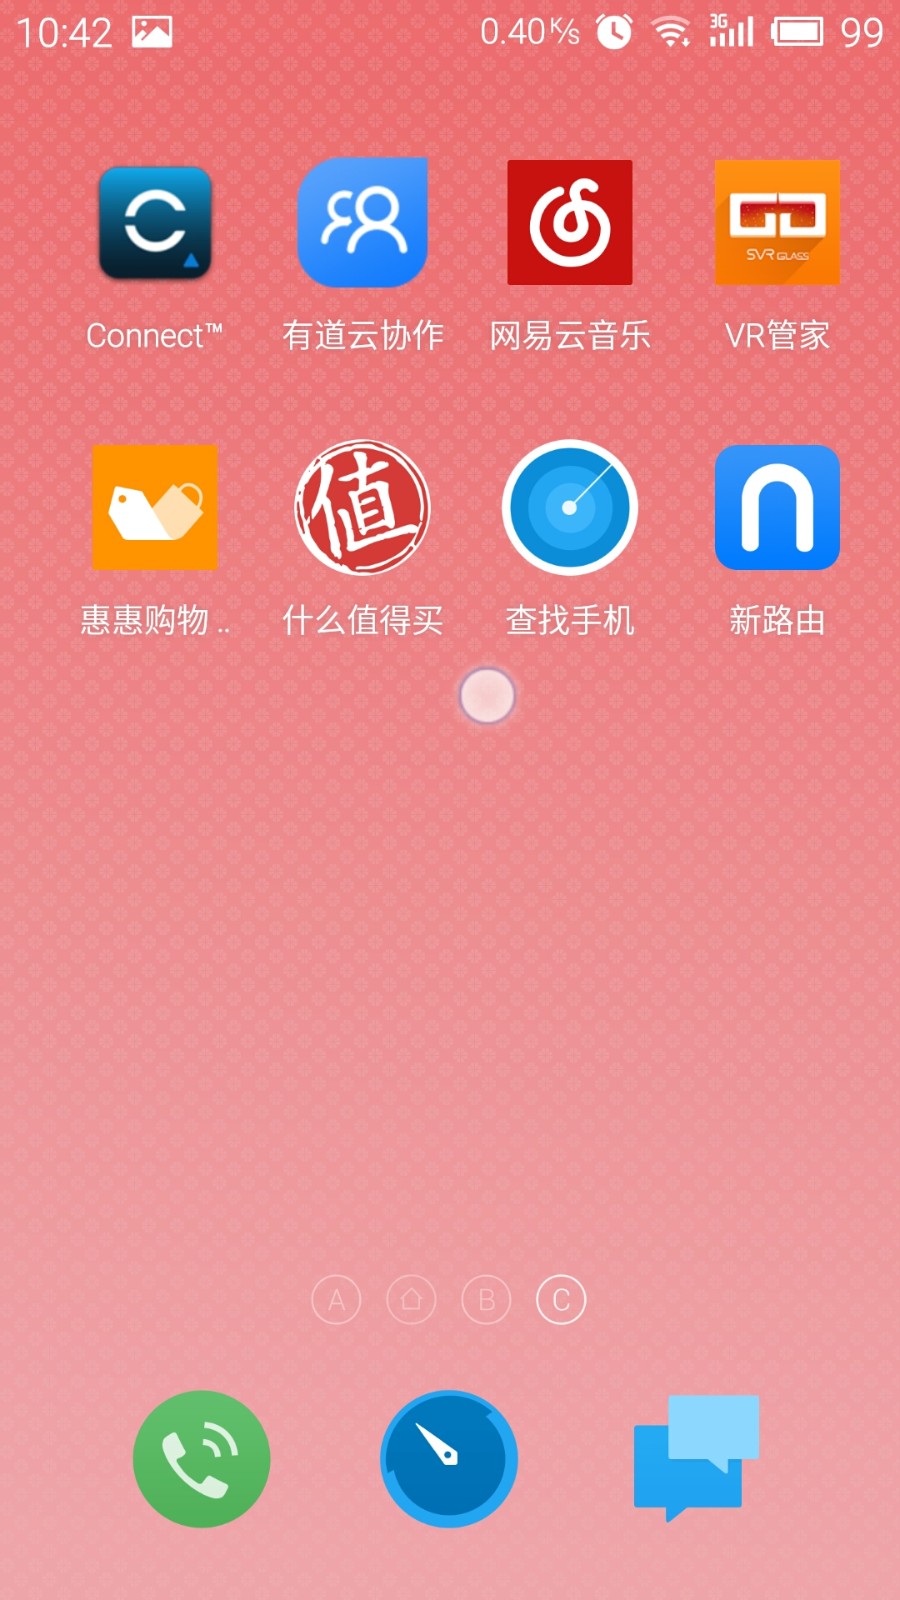 10:42 0.40K/s 3G 99
SVR GLASS
Connect™ 有道云协作 网易云音乐 VR管家
值
惠惠购物 .. 什么值得买 查找手机 新路由
A B C